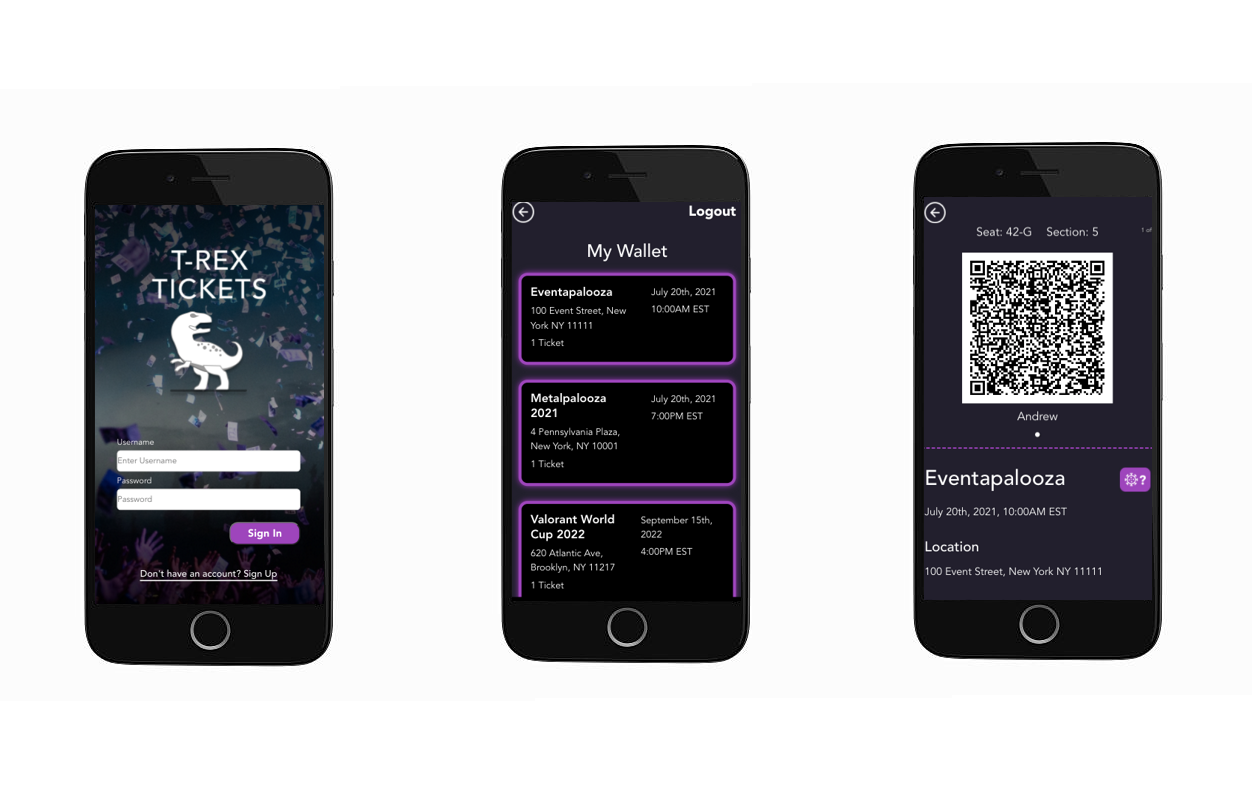 T-REX
TICKETS
Username
Enter Username
Password
Password
Sign In
Don't have an account? Sign Up
Logout
My Wallet
Eventapalooza
July 20th, 2021
100 Event Street, New
10:00AM EST
York NY 11111
1 Ticket
Metalpalooza
July 20th, 2021
2021
7:00PM EST
4 Pennsylvania Plaza,
New York, NY 10001
1 Ticket
Valorant World
September 15th,
Cup 2022
2022
620 Atlantic Ave,
4:00PM EST
Brooklyn, NY 11217
1 Ticket
Seat: 42-G Section: 5
1 of
Andrew
Eventapalooza
?
July 20th, 2021, 10:00AM EST
Location
100 Event Street, New York NY 11111